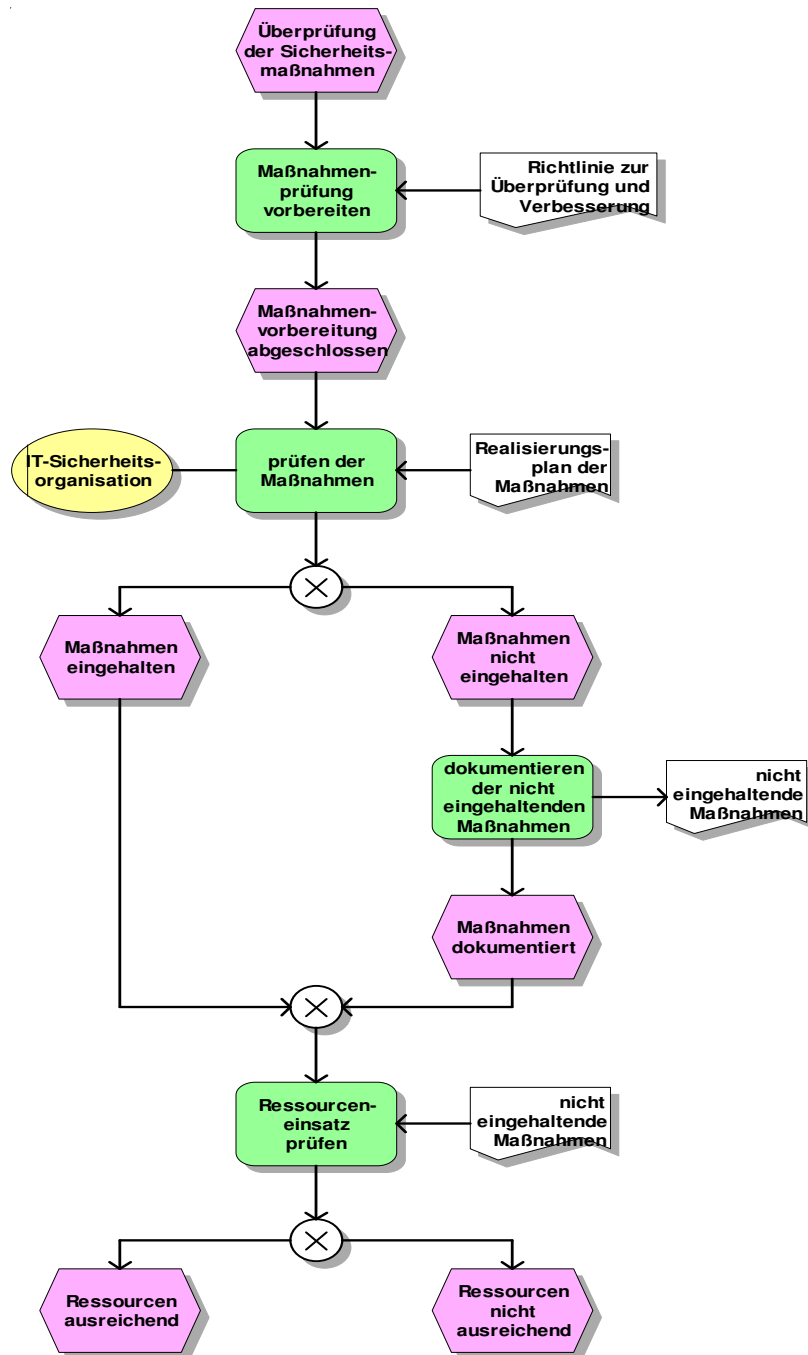 Überprüfung
der Sicherheits-
maßnahmen
Maßnahmen-
prüfung
vorbereiten
Richtlinie zur
Überprüfung und
Verbesserung
Maßnahmen-
vorbereitung
abgeschlossen
IT-Sicherheits-
organisation
prüfen der
Maßnahmen
Realisierungs-
plan der
Maßnahmen
Maßnahmen
eingehalten
Maßnahmen
nicht
eingehalten
dokumentieren
der nicht
eingehaltenden
Maßnahmen
nicht
eingehaltende
Maßnahmen
Maßnahmen
dokumentiert
Ressourcen-
einsatz
prüfen
nicht
eingehaltende
Maßnahmen
Ressourcen
ausreichend
Ressourcen
nicht
ausreichend